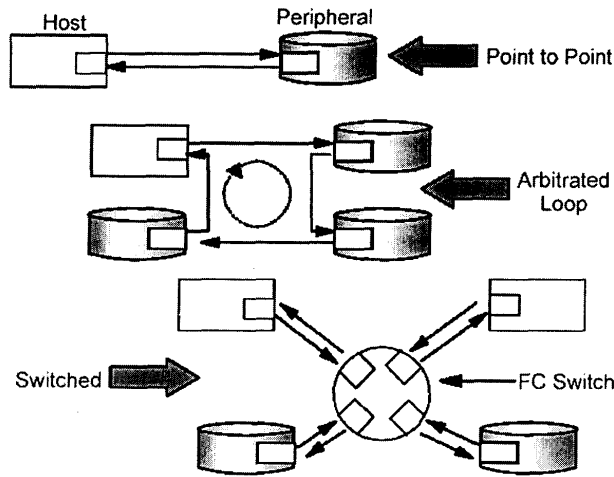 Host
Peripheral
Point to Point
Arbitrated
Loop
Switched
FC Switch